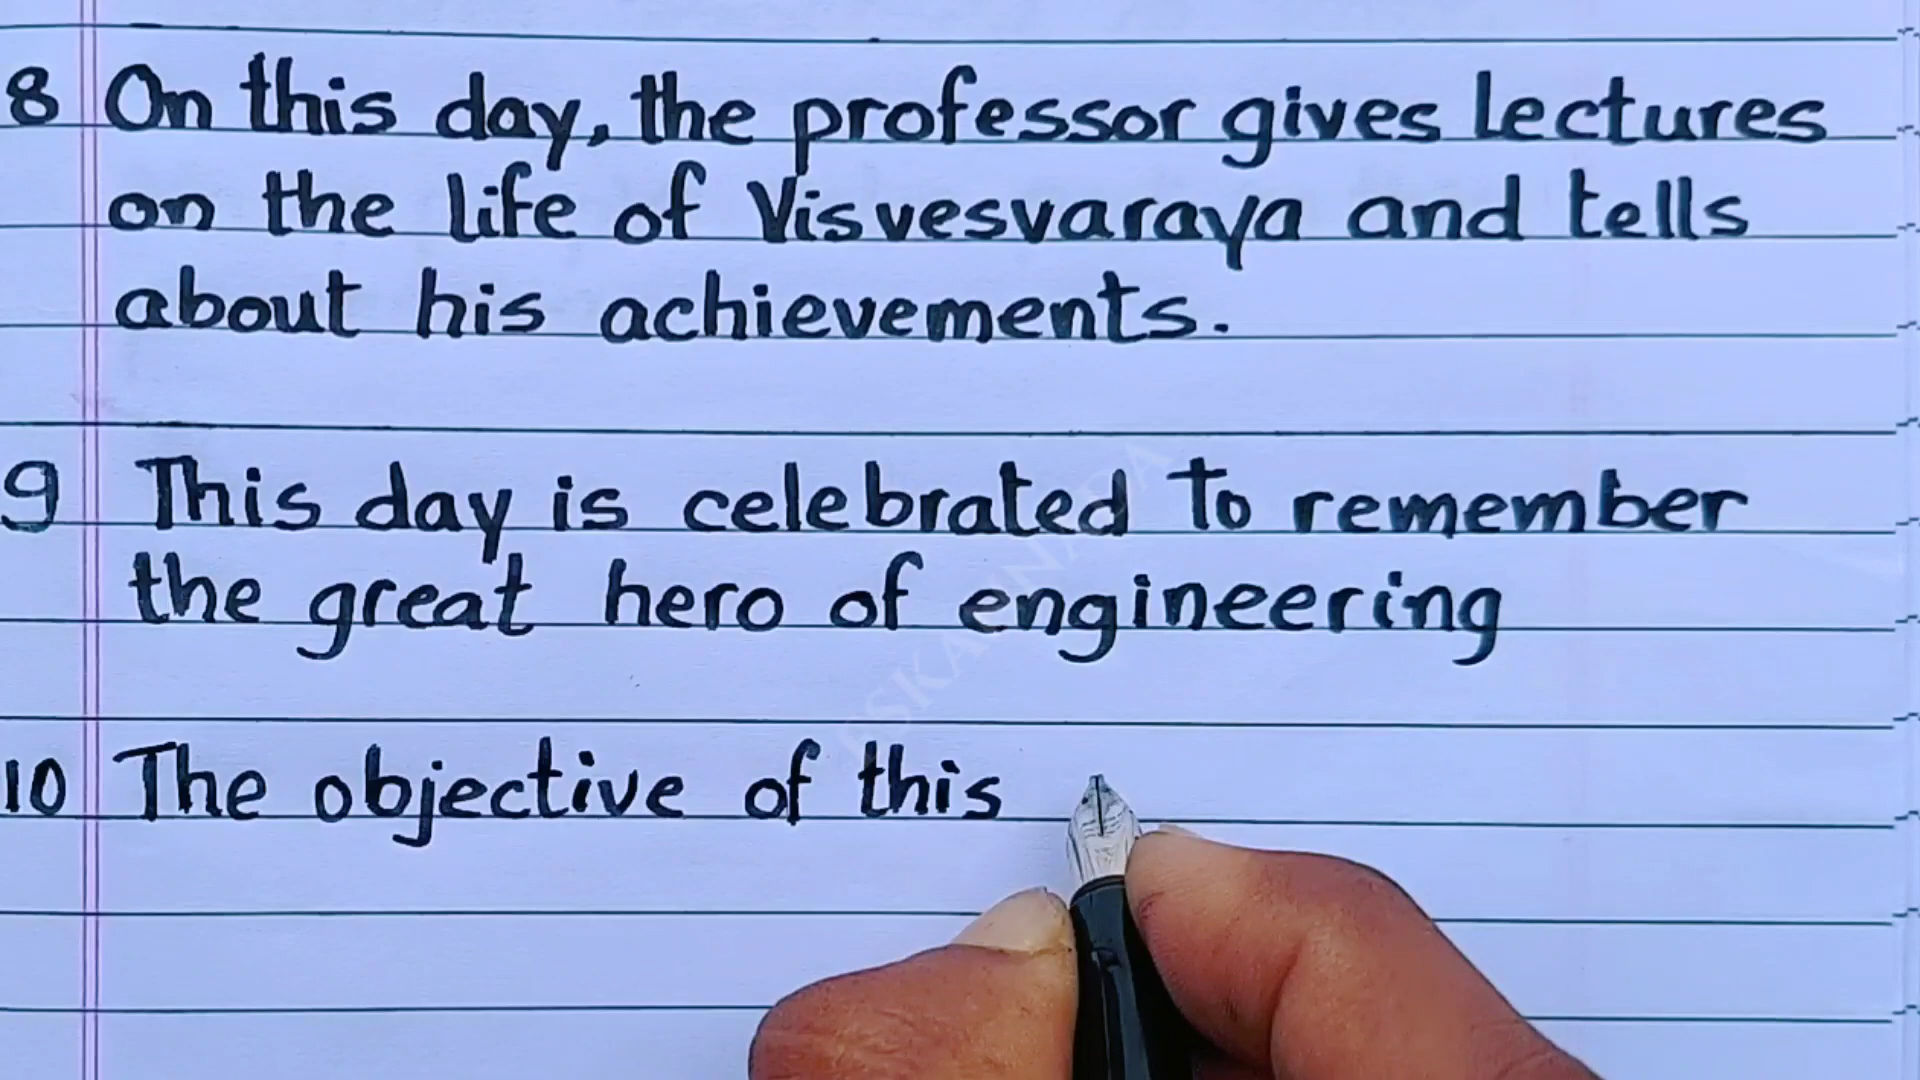 8 On this day, the professor gives lectures
on the life of Visvesvaraya and tells
about his achievements.
9 This day is celebrated to remember
the great hero of engineering
10 The objective of this